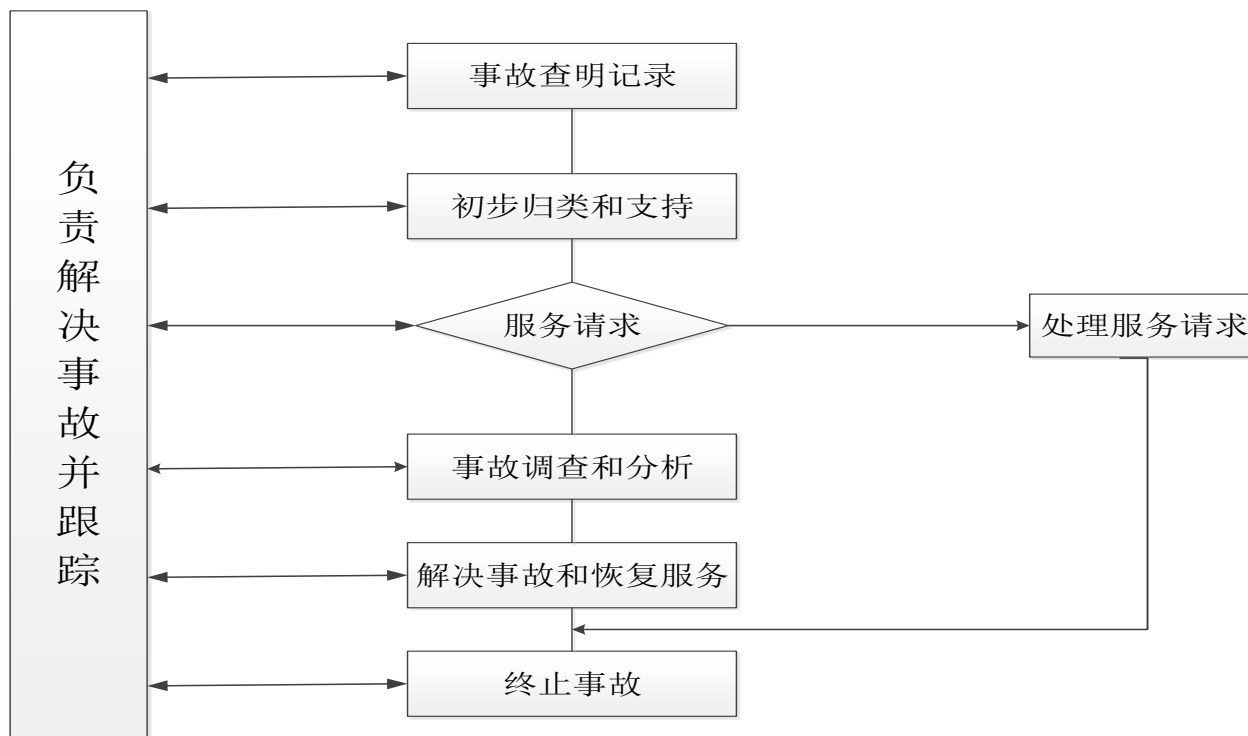 负责解决事故并跟踪
事故查明记录
初步归类和支持
服务请求
处理服务请求
事故调查和分析
解决事故和恢复服务
终止事故